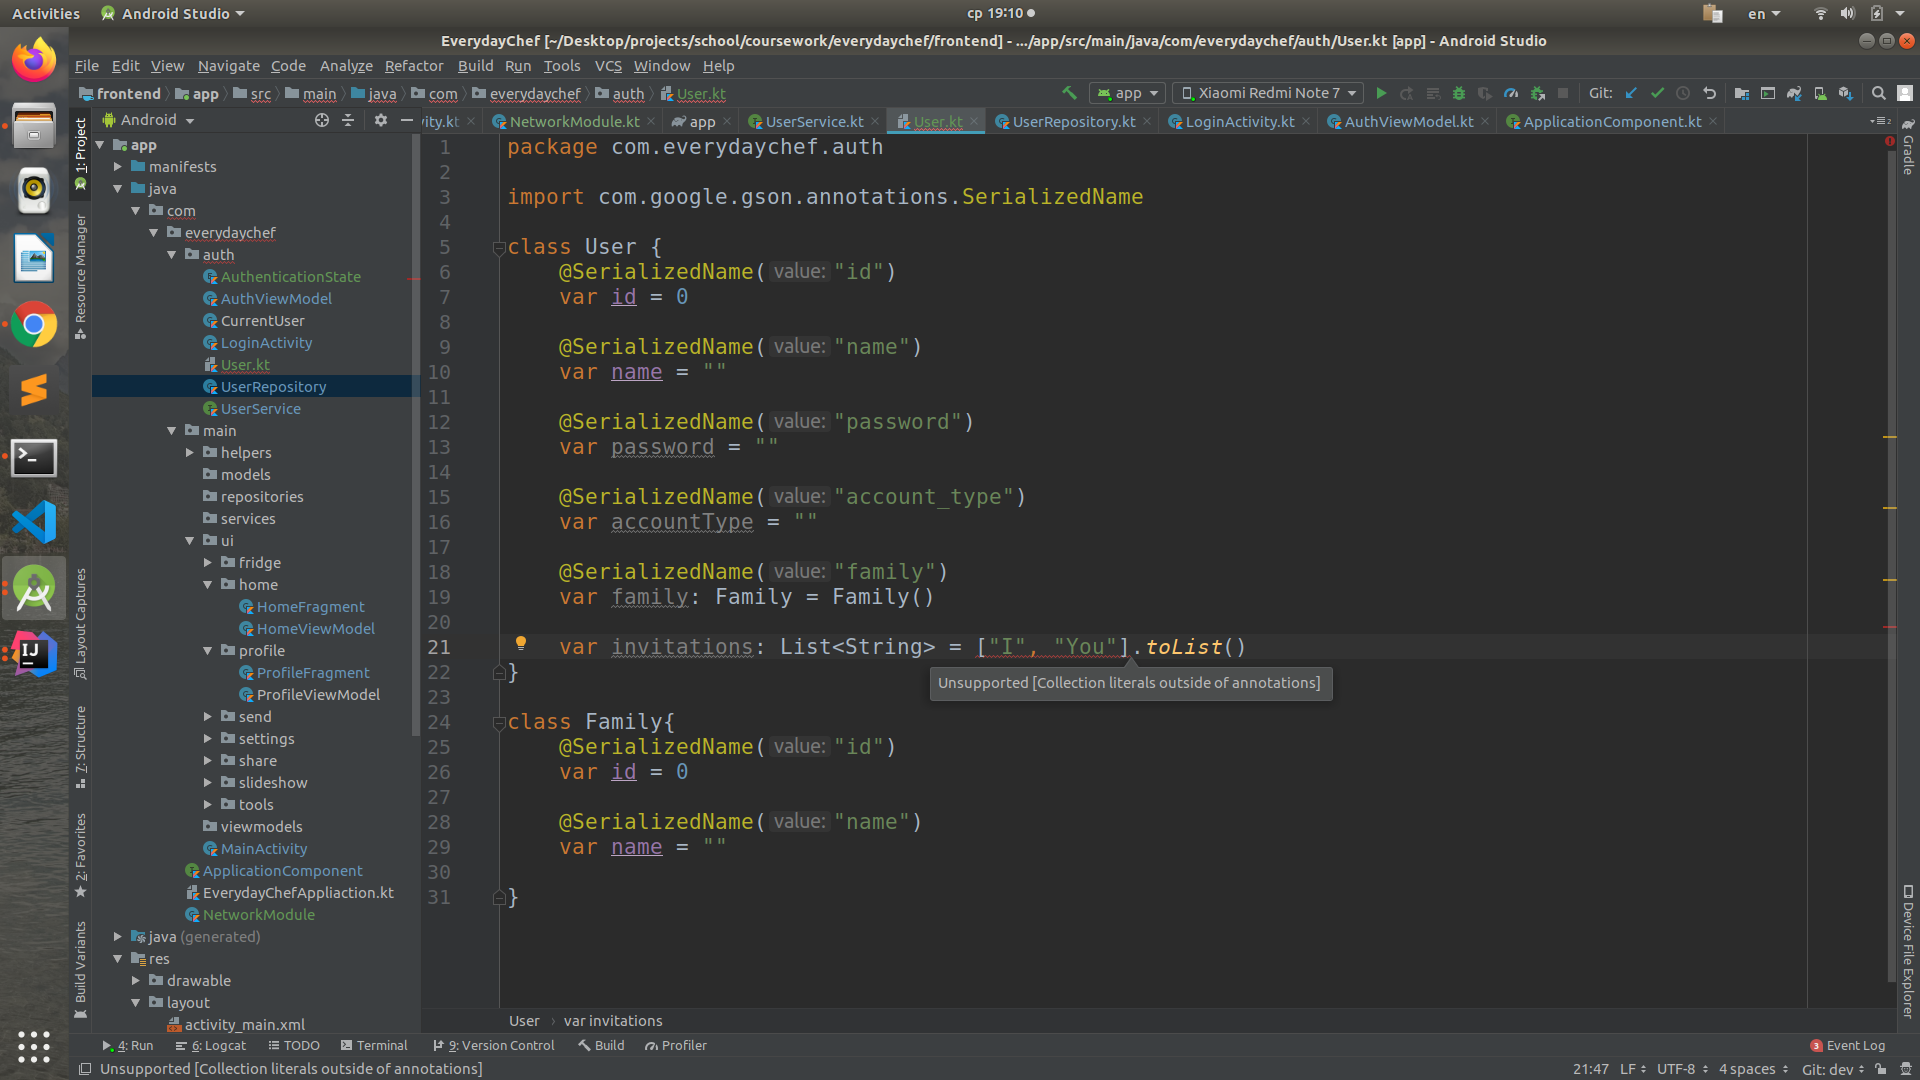 Activities Android Studio ср 19:10 en
EverydayChef [~/Desktop/projects/school/coursework/everydaychef/frontend] - .../app/src/main/java/com/everydaychef/auth/User.kt [app] - Android Studio
File Edit View Navigate Code Analyze Refactor Build Run Tools VCS Window Help
frontend app src main java com everydaychef auth User.kt app Xiaomi Redmi Note 7 Git:
Android vity.kt NetworkModule.kt app UserService.kt User.kt UserRepository.kt LoginActivity.kt AuthViewModel.kt ApplicationComponent.kt
1: Project
Resource Manager
Layout Captures
7: Structure
2: Favorites
Build Variants
app
manifests
java
com
everydaychef
auth
AuthenticationState
AuthViewModel
CurrentUser
LoginActivity
User.kt
UserRepository
UserService
main
helpers
models
repositories
services
ui
fridge
home
HomeFragment
HomeViewModel
profile
ProfileFragment
ProfileViewModel
send
settings
share
slideshow
tools
viewmodels
MainActivity
ApplicationComponent
EverydayChefAppliaction.kt
NetworkModule
java (generated)
res
drawable
layout
activity_main.xml
1 package com.everydaychef.auth
2
3 import com.google.gson.annotations.SerializedName
4
5 class User {
6 @SerializedName( value: "id")
7 var id = 0
8
9 @SerializedName( value: "name")
10 var name = ""
11
12 @SerializedName( value: "password")
13 var password = ""
14
15 @SerializedName( value: "account_type")
16 var accountType = ""
17
18 @SerializedName( value: "family")
19 var family: Family = Family()
20
21 var invitations: List<String> = ["I", "You"].toList()
22 }
Unsupported [Collection literals outside of annotations]
23
24 class Family{
25 @SerializedName( value: "id")
26 var id = 0
27
28 @SerializedName( value: "name")
29 var name = ""
30
31 }
Gradle
Device File Explorer
User var invitations
4: Run 6: Logcat TODO Terminal 9: Version Control Build Profiler 3 Event Log
Unsupported [Collection literals outside of annotations] 21:47 LF UTF-8 4 spaces Git: dev